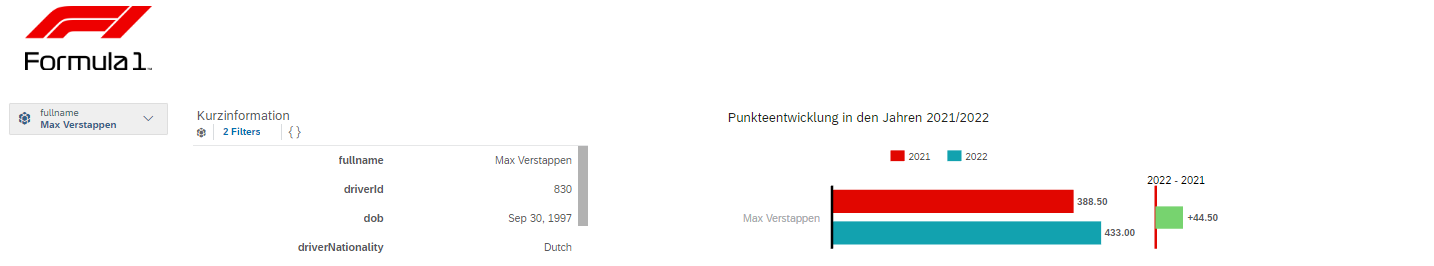 Formula 1
fullname
Max Verstappen
Kurzinformation
2 Filters
{}
fullname Max Verstappen
driverId 830
dob Sep 30, 1997
driverNationality Dutch
Punkteentwicklung in den Jahren 2021/2022
2021 2022
2022 - 2021
Max Verstappen
388.50
433.00
+44.50